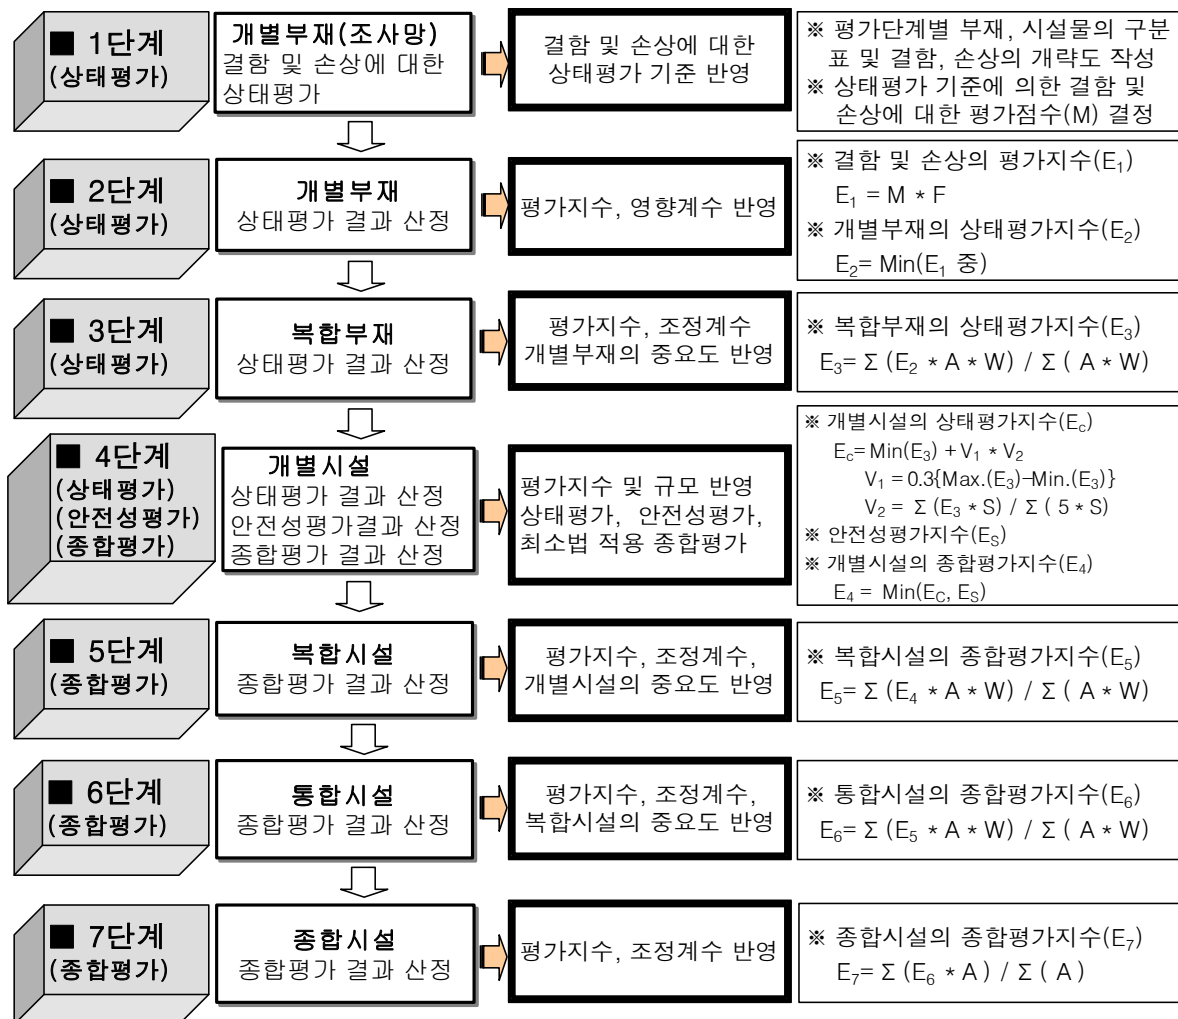 ■ 1단계
(상태평가)
개별부재(조사망)
결함 및 손상에 대한
상태평가
결함 및 손상에 대한
상태평가 기준 반영
※ 평가단계별 부재, 시설물의 구분
표 및 결함, 손상의 개략도 작성
※ 상태평가 기준에 의한 결함 및
손상에 대한 평가점수(M) 결정
■ 2단계
(상태평가)
개별부재
상태평가 결과 산정
평가지수, 영향계수 반영
※ 결함 및 손상의 평가지수(E₁)
E₁ = M * F
※ 개별부재의 상태평가지수(E₂)
E₂= Min(E₁ 중)
■ 3단계
(상태평가)
복합부재
상태평가 결과 산정
평가지수, 조정계수
개별부재의 중요도 반영
※ 복합부재의 상태평가지수(E₃)
E₃= Σ (E₂ * A * W) / Σ ( A * W)
■ 4단계
(상태평가)
(안전성평가)
(종합평가)
개별시설
상태평가 결과 산정
안전성평가결과 산정
종합평가 결과 산정
평가지수 및 규모 반영
상태평가, 안전성평가,
최소법 적용 종합평가
※ 개별시설의 상태평가지수(E_c)
E_c= Min(E₃) + V₁ * V₂
V₁ = 0.3{Max.(E₃)-Min.(E₃)}
V₂ = Σ (E₃ * S) / Σ ( 5 * S)
※ 안전성평가지수(E_S)
※ 개별시설의 종합평가지수(E₄)
E₄ = Min(E_C, E_S)
■ 5단계
(종합평가)
복합시설
종합평가 결과 산정
평가지수, 조정계수,
개별시설의 중요도 반영
※ 복합시설의 종합평가지수(E₅)
E₅= Σ (E₄ * A * W) / Σ ( A * W)
■ 6단계
(종합평가)
통합시설
종합평가 결과 산정
평가지수, 조정계수,
복합시설의 중요도 반영
※ 통합시설의 종합평가지수(E₆)
E₆= Σ (E₅ * A * W) / Σ ( A * W)
■ 7단계
(종합평가)
종합시설
종합평가 결과 산정
평가지수, 조정계수 반영
※ 종합시설의 종합평가지수(E₇)
E₇= Σ (E₆ * A ) / Σ ( A )